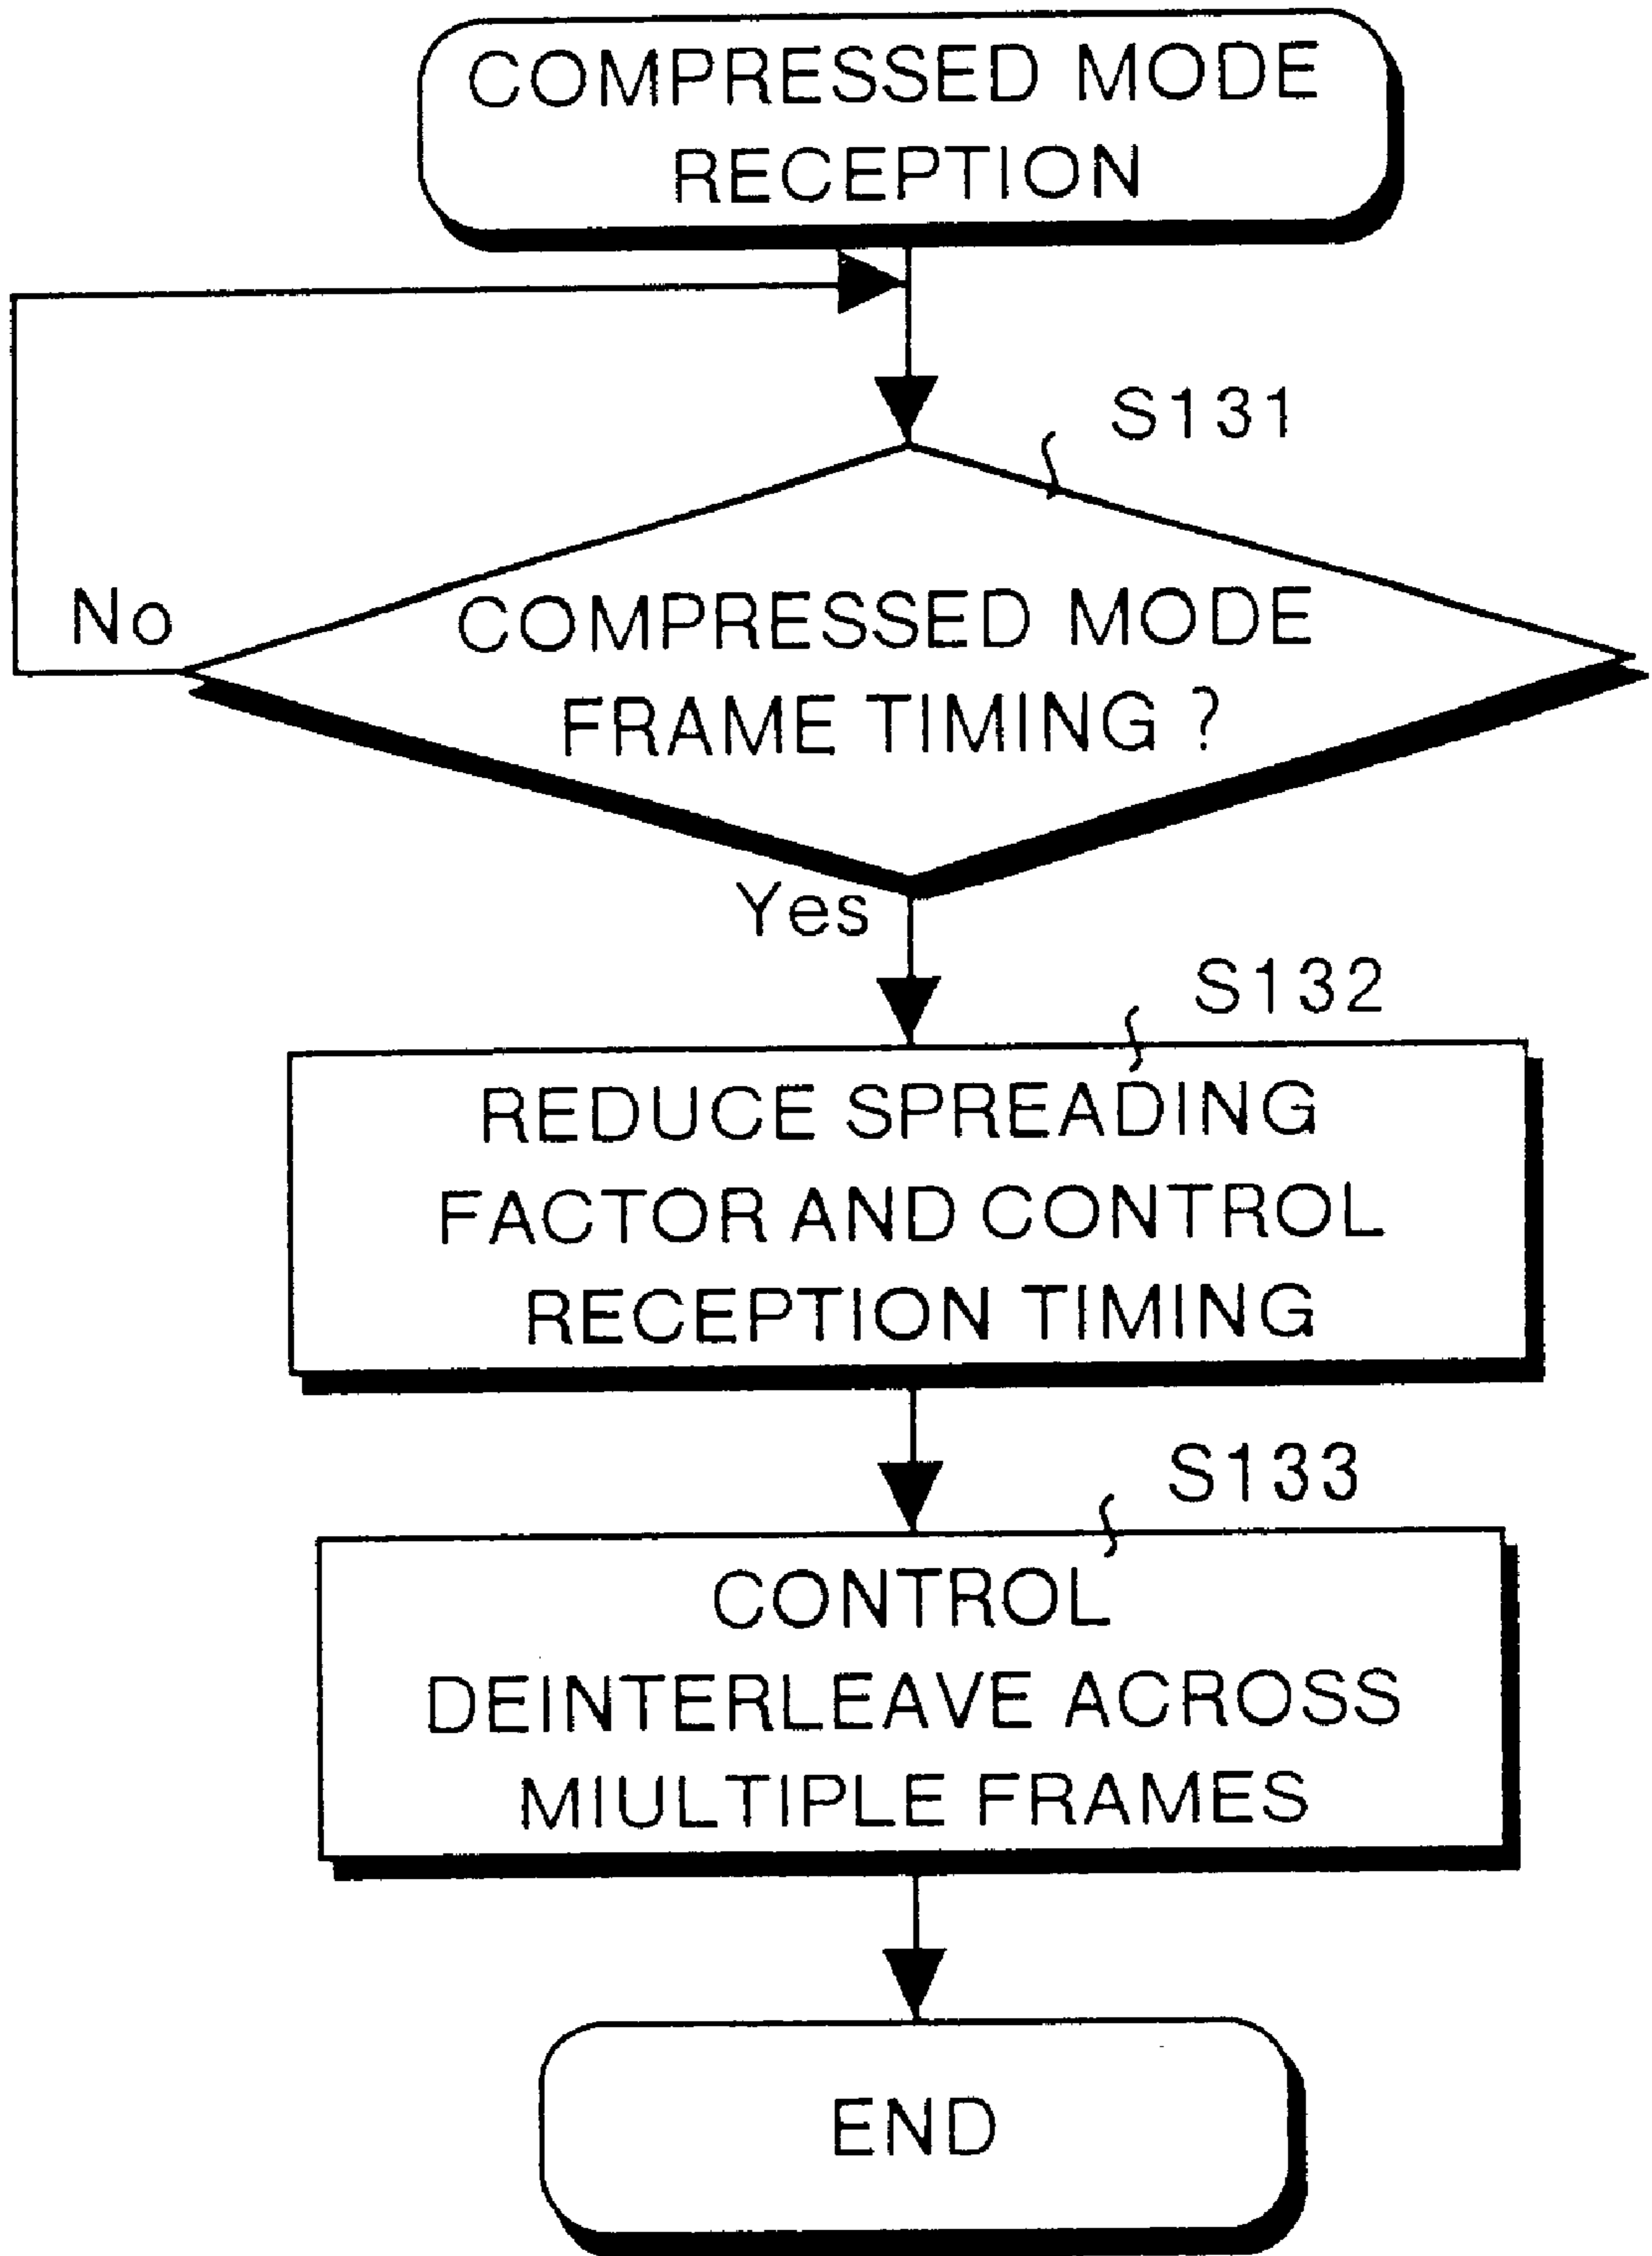 COMPRESSED MODE
RECEPTION
S131
No
COMPRESSED MODE
FRAME TIMING ?
Yes
S132
REDUCE SPREADING
FACTOR AND CONTROL
RECEPTION TIMING
S133
CONTROL
DEINTERLEAVE ACROSS
MIULTIPLE FRAMES
END